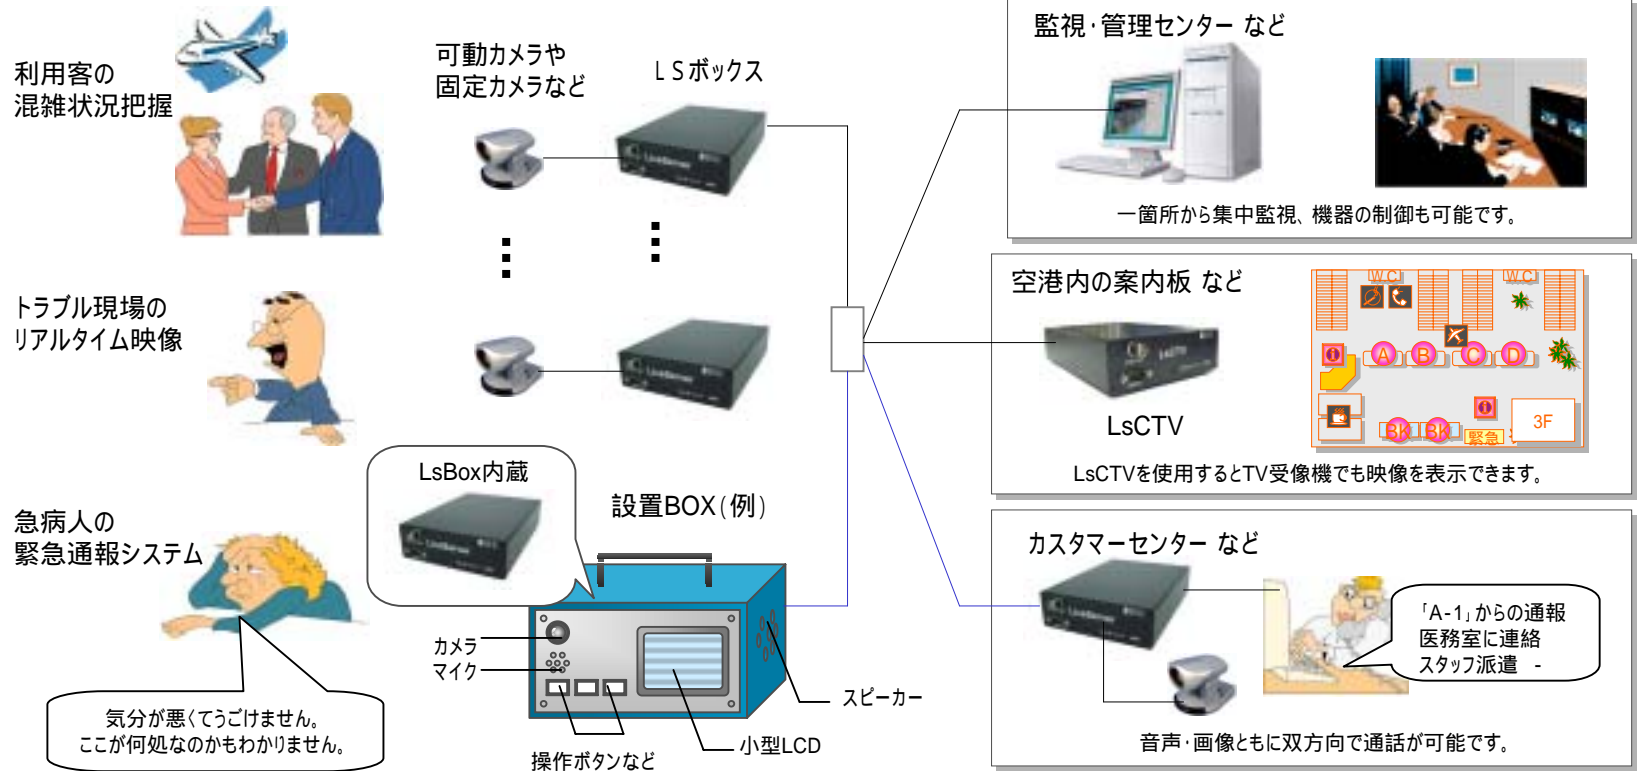 利用客の
混雑状況把握
可動カメラや
固定カメラなど
LSボックス
トラブル現場の
リアルタイム映像
急病人の
緊急通報システム
気分が悪くてうごけません。
ここが何処なのかもわかりません。
LsBox内蔵
設置BOX(例)
カメラ
マイク
操作ボタンなど
小型LCD
スピーカー
監視・管理センター など
一箇所から集中監視、機器の制御も可能です。
空港内の案内板 など
LsCTV
W.C
W.C
A B C D
BK BK
緊急
3F
LsCTVを使用するとTV受像機でも映像を表示できます。
カスタマーセンター など
「A-1」からの通報
医務室に連絡
スタッフ派遣 -
音声・画像ともに双方向で通話が可能です。